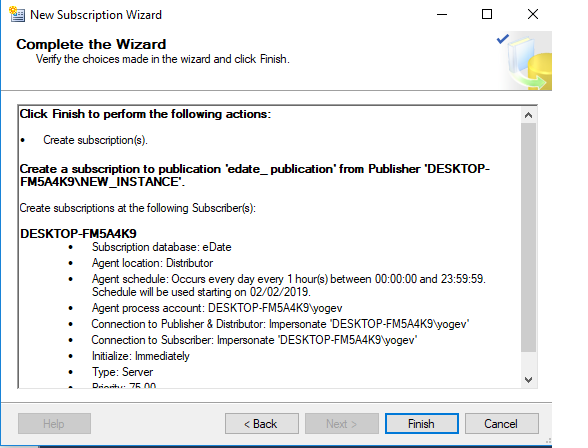 New Subscription Wizard
Complete the Wizard
Verify the choices made in the wizard and click Finish.
Click Finish to perform the following actions:
• Create subscription(s).
Create a subscription to publication 'edate_ publication' from Publisher 'DESKTOP-
FM5A4K9\NEW_INSTANCE'.
Create subscriptions at the following Subscriber(s):
DESKTOP-FM5A4K9
• Subscription database: eDate
• Agent location: Distributor
• Agent schedule: Occurs every day every 1 hour(s) between 00:00:00 and 23:59:59.
Schedule will be used starting on 02/02/2019.
• Agent process account: DESKTOP-FM5A4K9\yogev
• Connection to Publisher & Distributor: Impersonate 'DESKTOP-FM5A4K9\yogev'
• Connection to Subscriber: Impersonate 'DESKTOP-FM5A4K9\yogev'
• Initialize: Immediately
• Type: Server
• Priority: 75.00
Help
< Back
Next >
Finish
Cancel